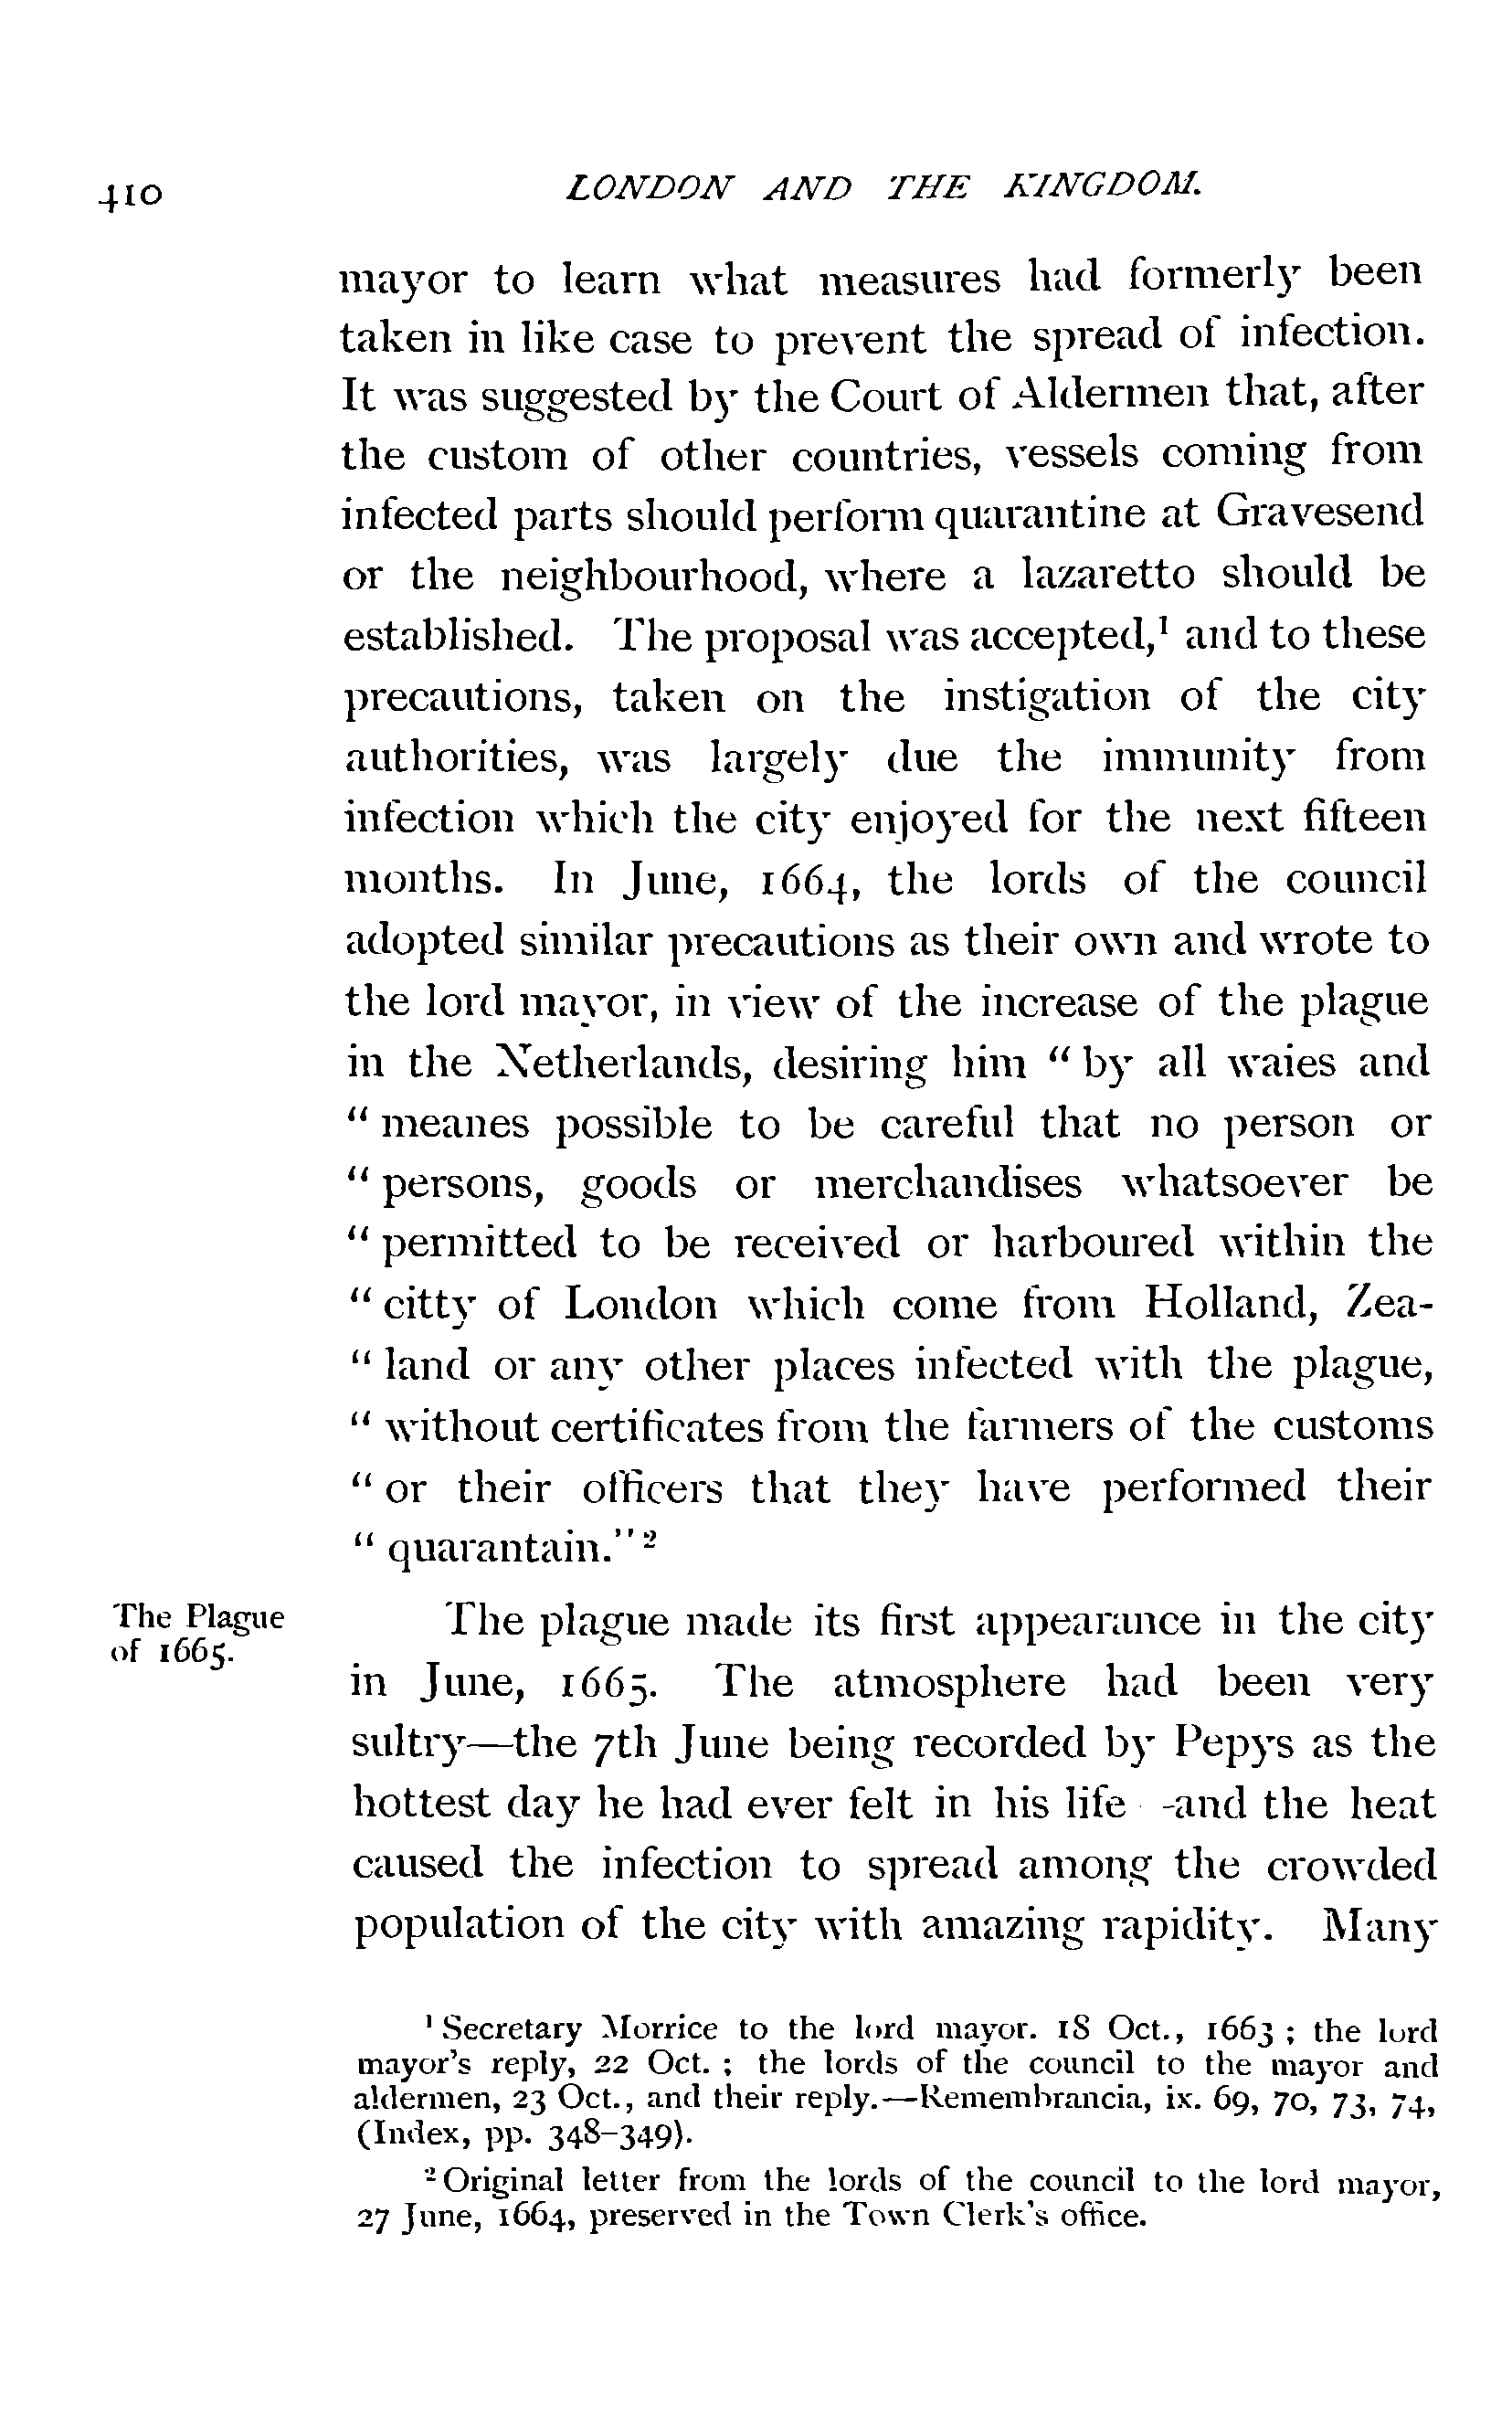 410 LONDON AND THE KINGDOM.
mayor to learn what measures had formerly been
taken in like case to prevent the spread of infection.
It was suggested by the Court of Aldermen that, after
the custom of other countries, vessels coming from
infected parts should perform quarantine at Gravesend
or the neighbourhood, where a lazaretto should be
established. The proposal was accepted,¹ and to these
precautions, taken on the instigation of the city
authorities, was largely due the immunity from
infection which the city enjoyed for the next fifteen
months. In June, 1664, the lords of the council
adopted similar precautions as their own and wrote to
the lord mayor, in view of the increase of the plague
in the Netherlands, desiring him "by all waies and
"meanes possible to be careful that no person or
"persons, goods or merchandises whatsoever be
"permitted to be received or harboured within the
"citty of London which come from Holland, Zea-
"land or any other places infected with the plague,
"without certificates from the farmers of the customs
"or their officers that they have performed their
"quarantain."²
The Plague
of 1665.
The plague made its first appearance in the city
in June, 1665. The atmosphere had been very
sultry—the 7th June being recorded by Pepys as the
hottest day he had ever felt in his life—and the heat
caused the infection to spread among the crowded
population of the city with amazing rapidity. Many
¹ Secretary Morrice to the lord mayor. 18 Oct., 1663; the lord
mayor's reply, 22 Oct.; the lords of the council to the mayor and
aldermen, 23 Oct., and their reply.—Remembrancia, ix. 69, 70, 73, 74,
(Index, pp. 348–349).
² Original letter from the lords of the council to the lord mayor,
27 June, 1664, preserved in the Town Clerk's office.